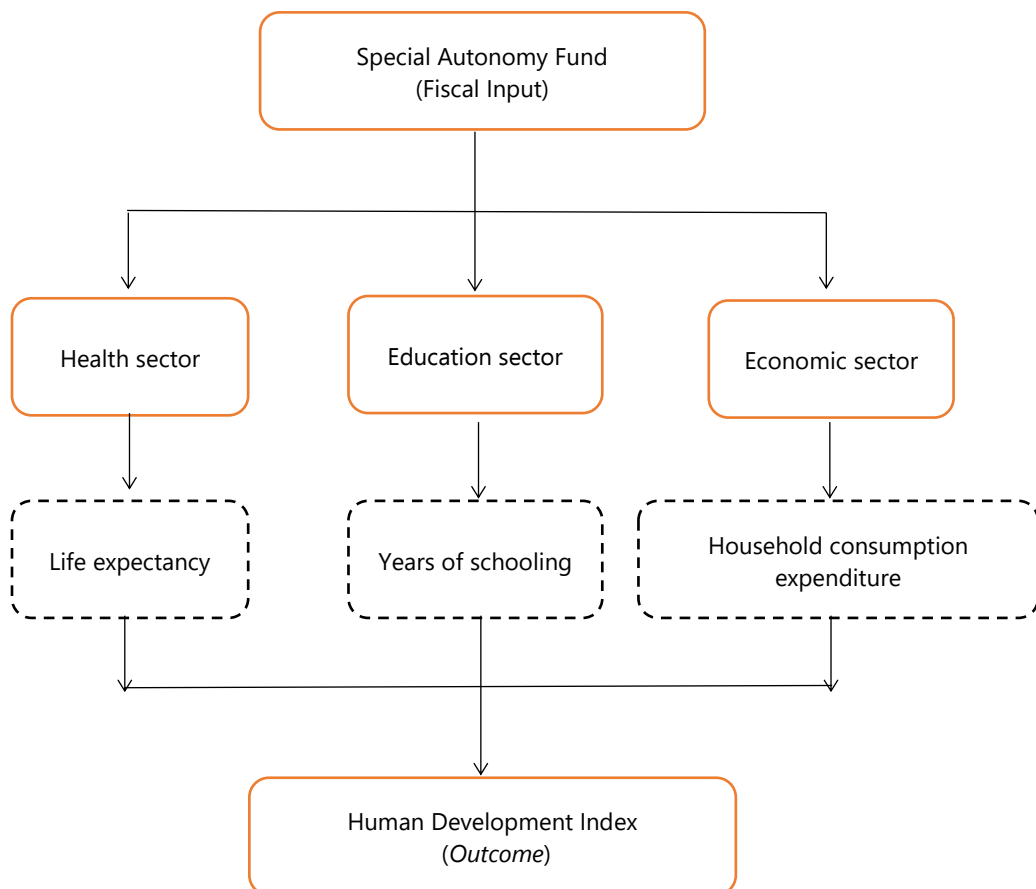 Special Autonomy Fund
(Fiscal Input)
Health sector
Education sector
Economic sector
Life expectancy
Years of schooling
Household consumption
expenditure
Human Development Index
(Outcome)